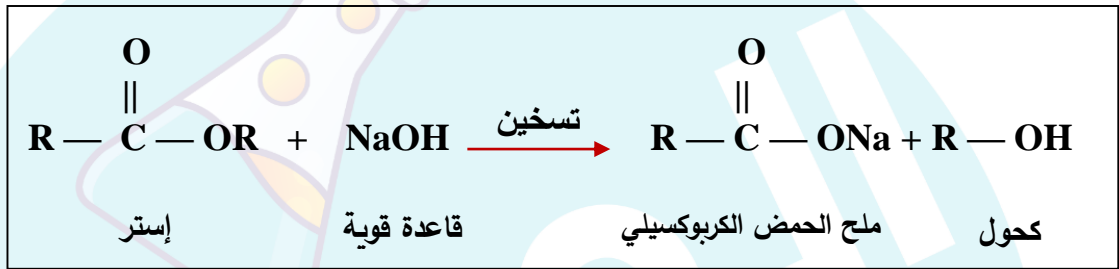 O O
|| ||
R — C — OR + NaOH تسخين R — C — ONa + R — OH
إستر قاعدة قوية ملح الحمض الكربوكسيلي كحول